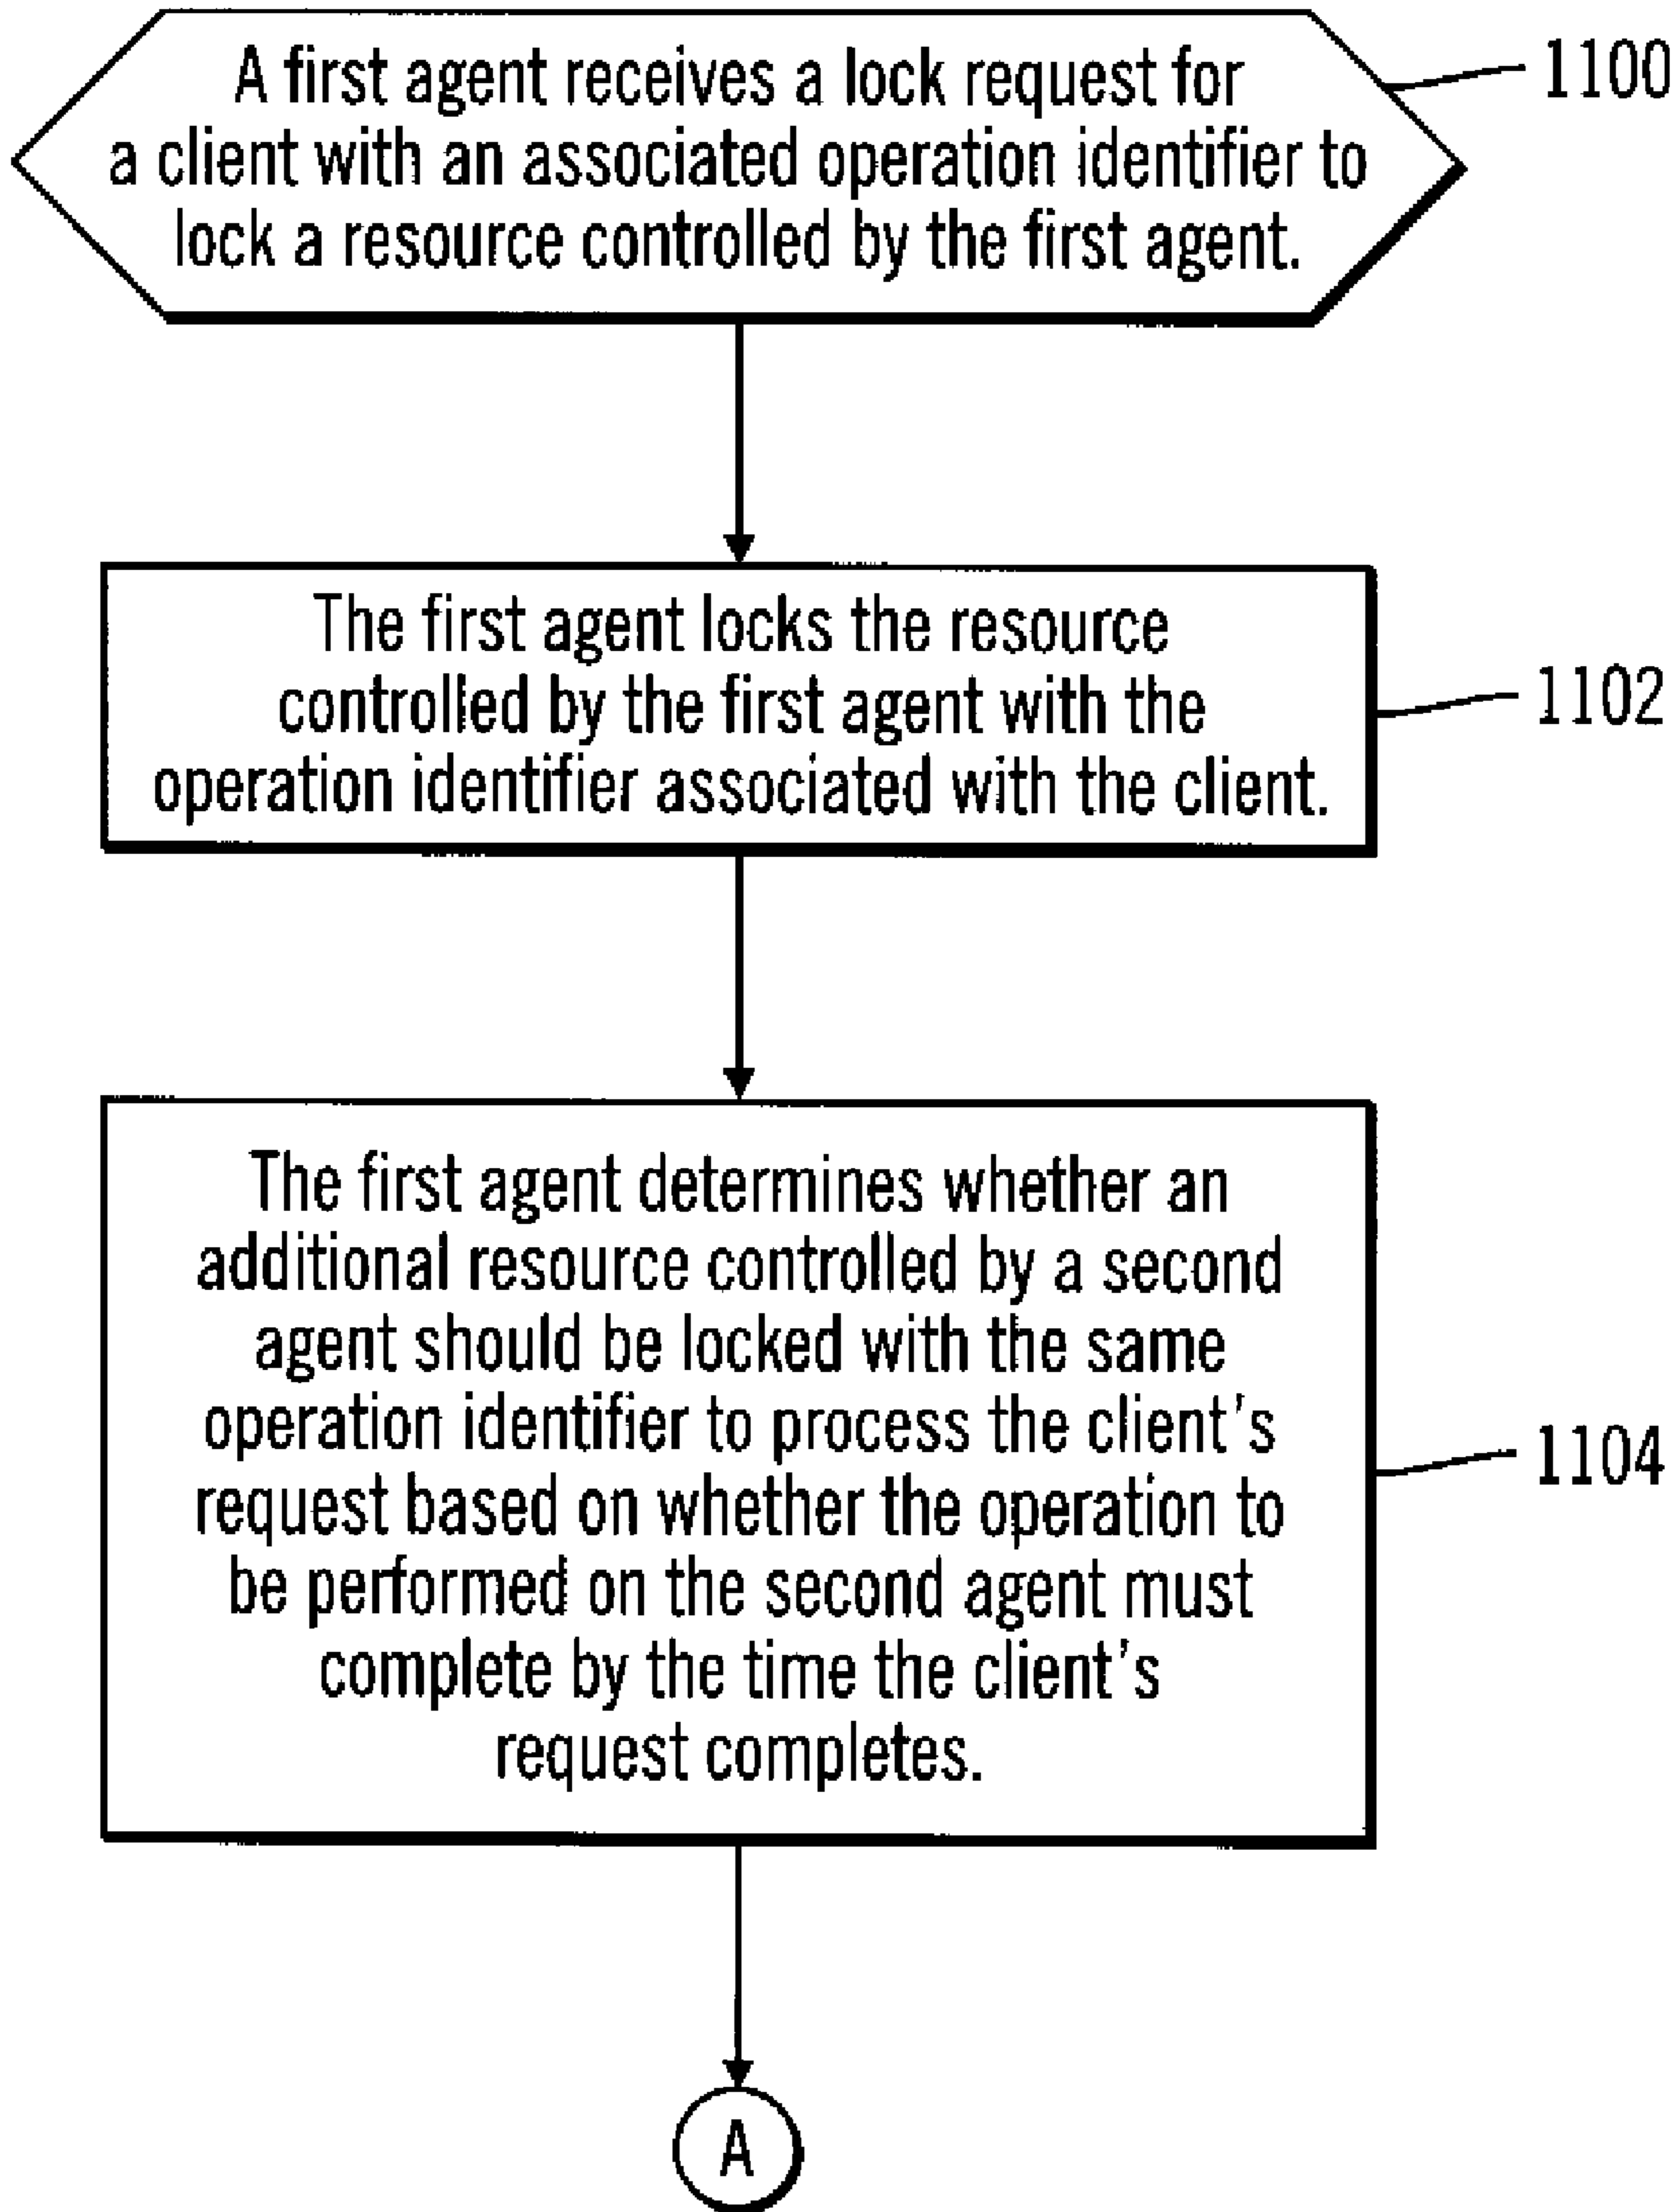 A first agent receives a lock request for
a client with an associated operation identifier to
lock a resource controlled by the first agent.
1100
The first agent locks the resource
controlled by the first agent with the
operation identifier associated with the client.
1102
The first agent determines whether an
additional resource controlled by a second
agent should be locked with the same
operation identifier to process the client's
request based on whether the operation to
be performed on the second agent must
complete by the time the client's
request completes.
1104
A